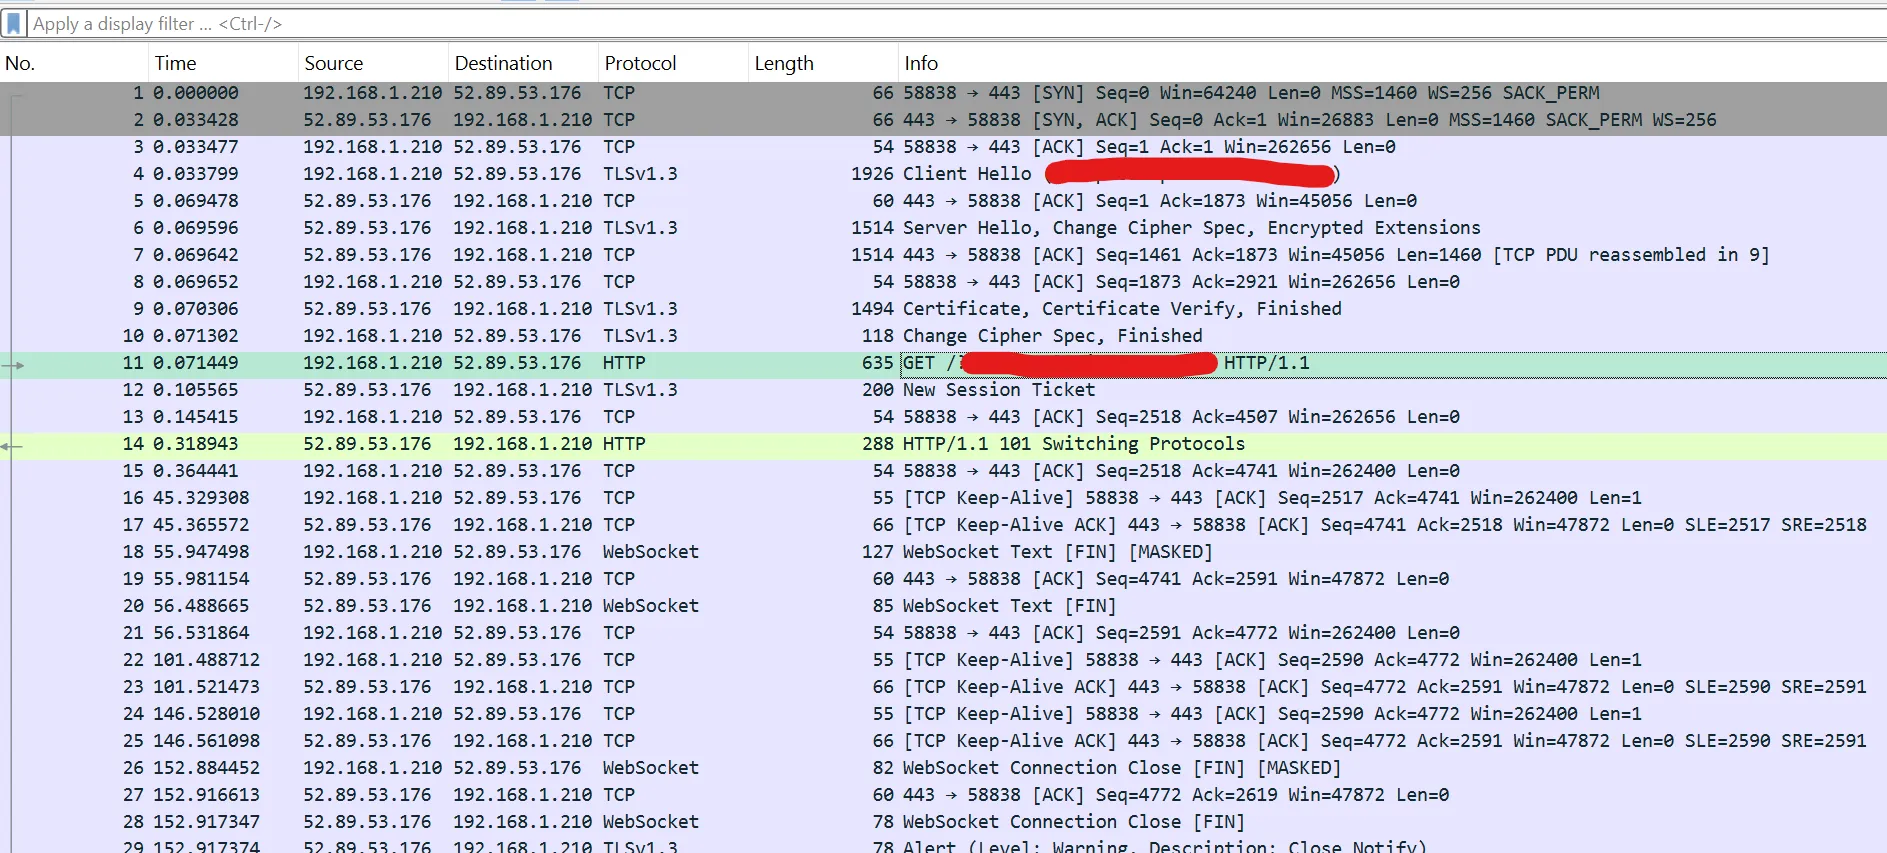 Apply a display filter ... <Ctrl-/>
No. Time Source Destination Protocol Length Info
1 0.000000 192.168.1.210 52.89.53.176 TCP 66 58838 → 443 [SYN] Seq=0 Win=64240 Len=0 MSS=1460 WS=256 SACK_PERM
2 0.033428 52.89.53.176 192.168.1.210 TCP 66 443 → 58838 [SYN, ACK] Seq=0 Ack=1 Win=26883 Len=0 MSS=1460 SACK_PERM WS=256
3 0.033477 192.168.1.210 52.89.53.176 TCP 54 58838 → 443 [ACK] Seq=1 Ack=1 Win=262656 Len=0
4 0.033799 192.168.1.210 52.89.53.176 TLSv1.3 1926 Client Hello )
5 0.069478 52.89.53.176 192.168.1.210 TCP 60 443 → 58838 [ACK] Seq=1 Ack=1873 Win=45056 Len=0
6 0.069596 52.89.53.176 192.168.1.210 TLSv1.3 1514 Server Hello, Change Cipher Spec, Encrypted Extensions
7 0.069642 52.89.53.176 192.168.1.210 TCP 1514 443 → 58838 [ACK] Seq=1461 Ack=1873 Win=45056 Len=1460 [TCP PDU reassembled in 9]
8 0.069652 192.168.1.210 52.89.53.176 TCP 54 58838 → 443 [ACK] Seq=1873 Ack=2921 Win=262656 Len=0
9 0.070306 52.89.53.176 192.168.1.210 TLSv1.3 1494 Certificate, Certificate Verify, Finished
10 0.071302 192.168.1.210 52.89.53.176 TLSv1.3 118 Change Cipher Spec, Finished
11 0.071449 192.168.1.210 52.89.53.176 HTTP 635 GET /? HTTP/1.1
12 0.105565 52.89.53.176 192.168.1.210 TLSv1.3 200 New Session Ticket
13 0.145415 192.168.1.210 52.89.53.176 TCP 54 58838 → 443 [ACK] Seq=2518 Ack=4507 Win=262656 Len=0
14 0.318943 52.89.53.176 192.168.1.210 HTTP 288 HTTP/1.1 101 Switching Protocols
15 0.364441 192.168.1.210 52.89.53.176 TCP 54 58838 → 443 [ACK] Seq=2518 Ack=4741 Win=262400 Len=0
16 45.329308 192.168.1.210 52.89.53.176 TCP 55 [TCP Keep-Alive] 58838 → 443 [ACK] Seq=2517 Ack=4741 Win=262400 Len=1
17 45.365572 52.89.53.176 192.168.1.210 TCP 66 [TCP Keep-Alive ACK] 443 → 58838 [ACK] Seq=4741 Ack=2518 Win=47872 Len=0 SLE=2517 SRE=2518
18 55.947498 192.168.1.210 52.89.53.176 WebSocket 127 WebSocket Text [FIN] [MASKED]
19 55.981154 52.89.53.176 192.168.1.210 TCP 60 443 → 58838 [ACK] Seq=4741 Ack=2591 Win=47872 Len=0
20 56.488665 52.89.53.176 192.168.1.210 WebSocket 85 WebSocket Text [FIN]
21 56.531864 192.168.1.210 52.89.53.176 TCP 54 58838 → 443 [ACK] Seq=2591 Ack=4772 Win=262400 Len=0
22 101.488712 192.168.1.210 52.89.53.176 TCP 55 [TCP Keep-Alive] 58838 → 443 [ACK] Seq=2590 Ack=4772 Win=262400 Len=1
23 101.521473 52.89.53.176 192.168.1.210 TCP 66 [TCP Keep-Alive ACK] 443 → 58838 [ACK] Seq=4772 Ack=2591 Win=47872 Len=0 SLE=2590 SRE=2591
24 146.528010 192.168.1.210 52.89.53.176 TCP 55 [TCP Keep-Alive] 58838 → 443 [ACK] Seq=2590 Ack=4772 Win=262400 Len=1
25 146.561098 52.89.53.176 192.168.1.210 TCP 66 [TCP Keep-Alive ACK] 443 → 58838 [ACK] Seq=4772 Ack=2591 Win=47872 Len=0 SLE=2590 SRE=2591
26 152.884452 192.168.1.210 52.89.53.176 WebSocket 82 WebSocket Connection Close [FIN] [MASKED]
27 152.916613 52.89.53.176 192.168.1.210 TCP 60 443 → 58838 [ACK] Seq=4772 Ack=2619 Win=47872 Len=0
28 152.917347 52.89.53.176 192.168.1.210 WebSocket 78 WebSocket Connection Close [FIN]
29 152.917374 52.89.53.176 192.168.1.210 TLSv1.3 78 Alert (Level: Warning, Description: Close Notify)